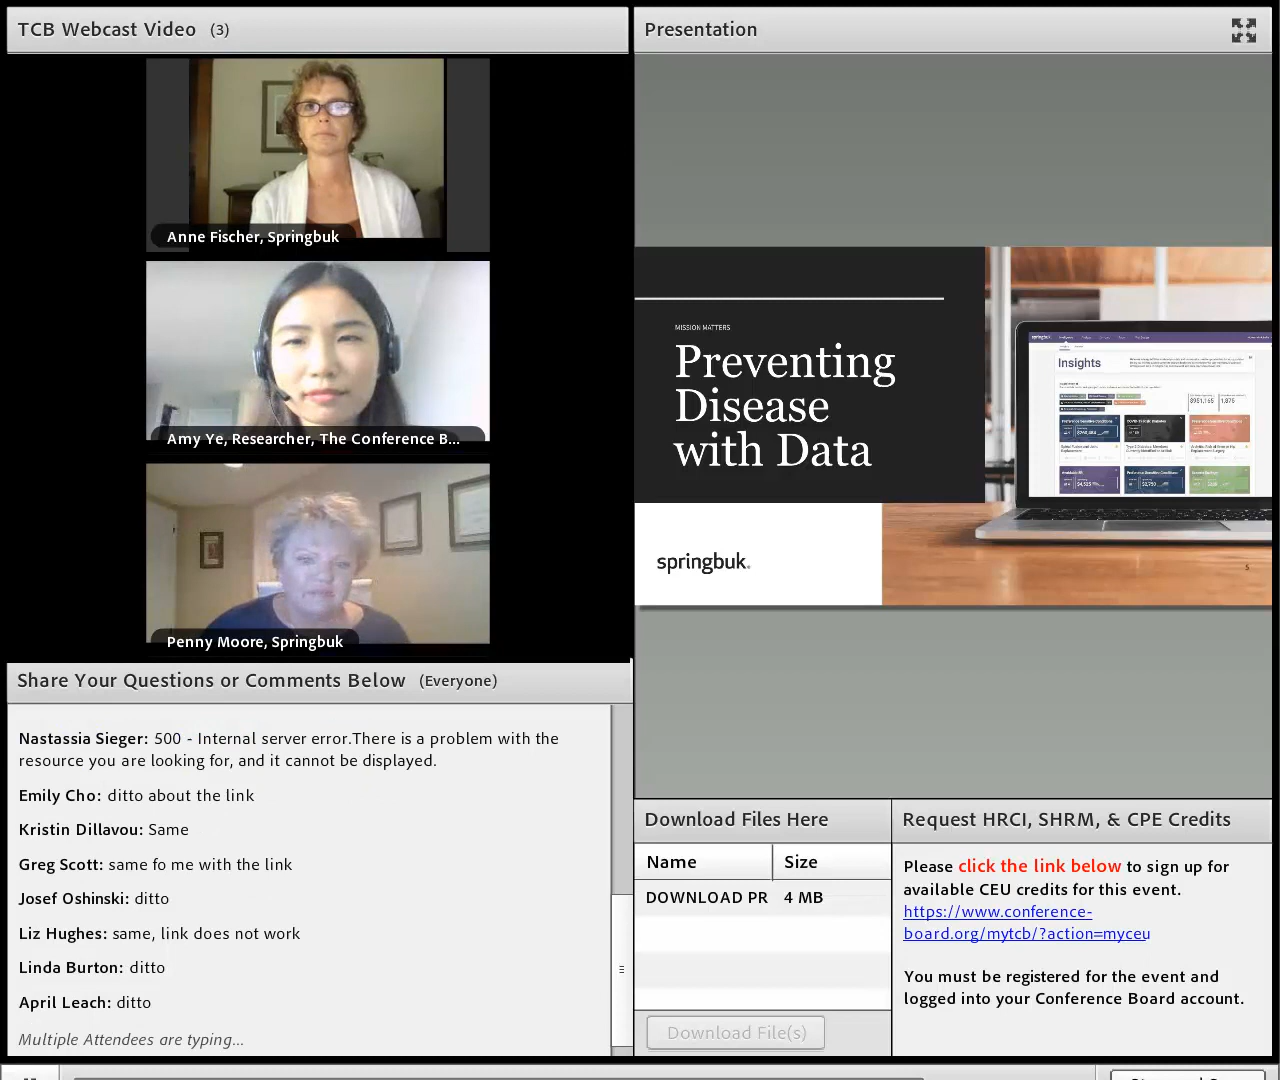 TCB Webcast Video (3)
Anne Fischer, Springbuk
Amy Ye, Researcher, The Conference B...
Penny Moore, Springbuk
Share Your Questions or Comments Below (Everyone)
Nastassia Sieger: 500 - Internal server error.There is a problem with the
resource you are looking for, and it cannot be displayed.
Emily Cho: ditto about the link
Kristin Dillavou: Same
Greg Scott: same fo me with the link
Josef Oshinski: ditto
Liz Hughes: same, link does not work
Linda Burton: ditto
April Leach: ditto
Multiple Attendees are typing...
Presentation
MISSION MATTERS
Preventing
Disease
with Data
springbuk.
springbuk
Insights
$951,165 1,875
5
Download Files Here
Name Size
DOWNLOAD PR 4 MB
Download File(s)
Request HRCI, SHRM, & CPE Credits
Please click the link below to sign up for
available CEU credits for this event.
https://www.conference-
board.org/mytcb/?action=myceu
You must be registered for the event and
logged into your Conference Board account.